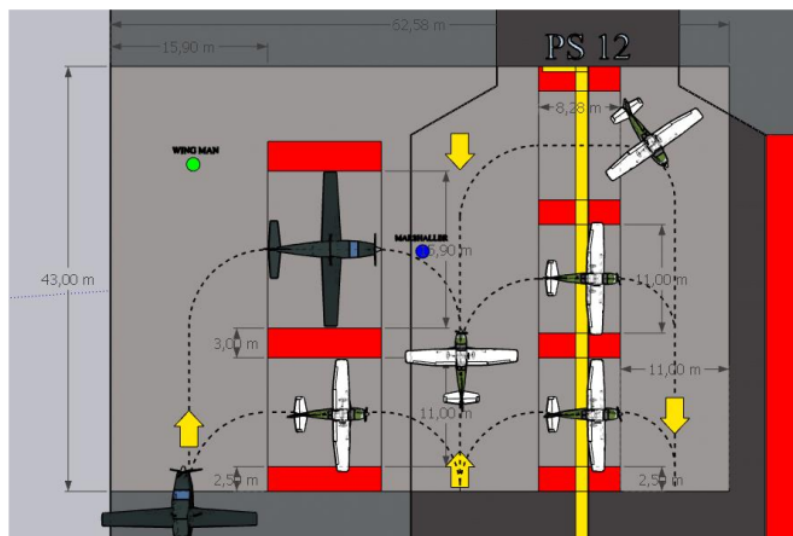 62,58 m
15,90 m
PS 12
8,28 m
WING MAN
MARSHALLER
15,90 m
43,00 m
11,00 m
3,00 m
11,00 m
11,00 m
2,50 m
2,50 m